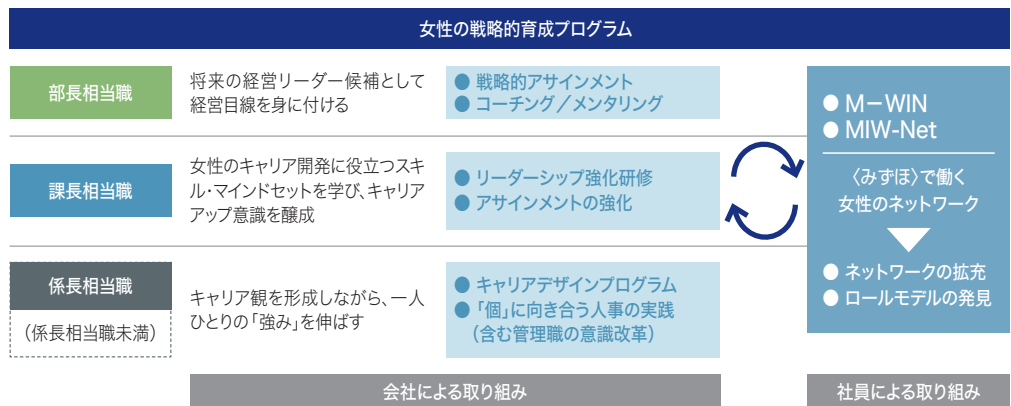 女性の戦略的育成プログラム
部長相当職
将来の経営リーダー候補として
経営目線を身に付ける
● 戦略的アサインメント
● コーチング／メンタリング
課長相当職
女性のキャリア開発に役立つスキ
ル・マインドセットを学び、キャリア
アップ意識を醸成
● リーダーシップ強化研修
● アサインメントの強化
係長相当職
（係長相当職未満）
キャリア観を形成しながら、一人
ひとりの「強み」を伸ばす
● キャリアデザインプログラム
● 「個」に向き合う人事の実践
（含む管理職の意識改革）
会社による取り組み
● M－WIN
● MIW-Net
〈みずほ〉で働く
女性のネットワーク
● ネットワークの拡充
● ロールモデルの発見
社員による取り組み